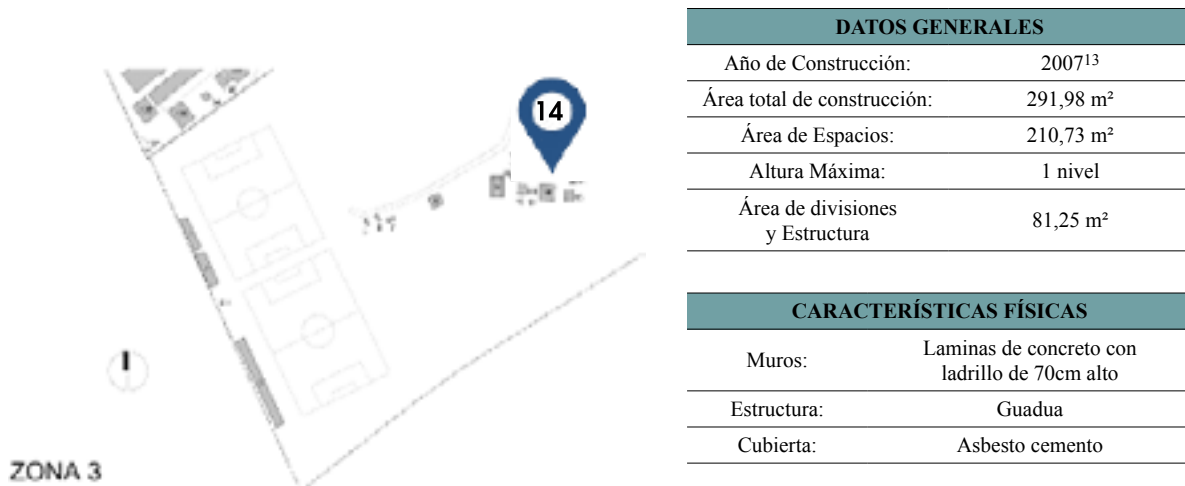 14
ZONA 3
DATOS GENERALES
Año de Construcción: 2007¹³
Área total de construcción: 291,98 m²
Área de Espacios: 210,73 m²
Altura Máxima: 1 nivel
Área de divisiones
y Estructura 81,25 m²
CARACTERÍSTICAS FÍSICAS
Muros: Laminas de concreto con
ladrillo de 70cm alto
Estructura: Guadua
Cubierta: Asbesto cemento